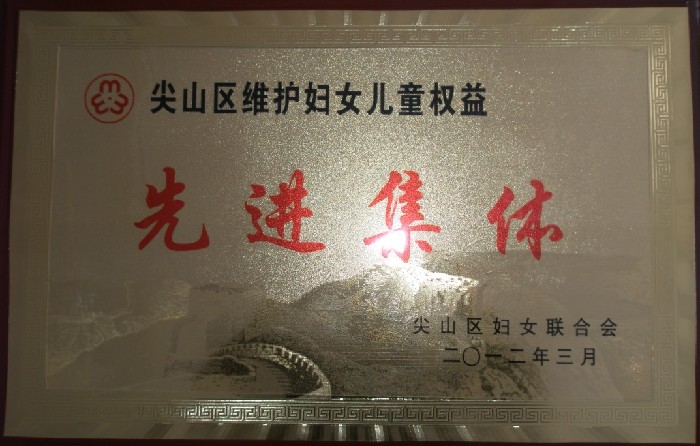 尖山区维护妇女儿童权益
先进集体
尖山区妇女联合会
二〇一二年三月